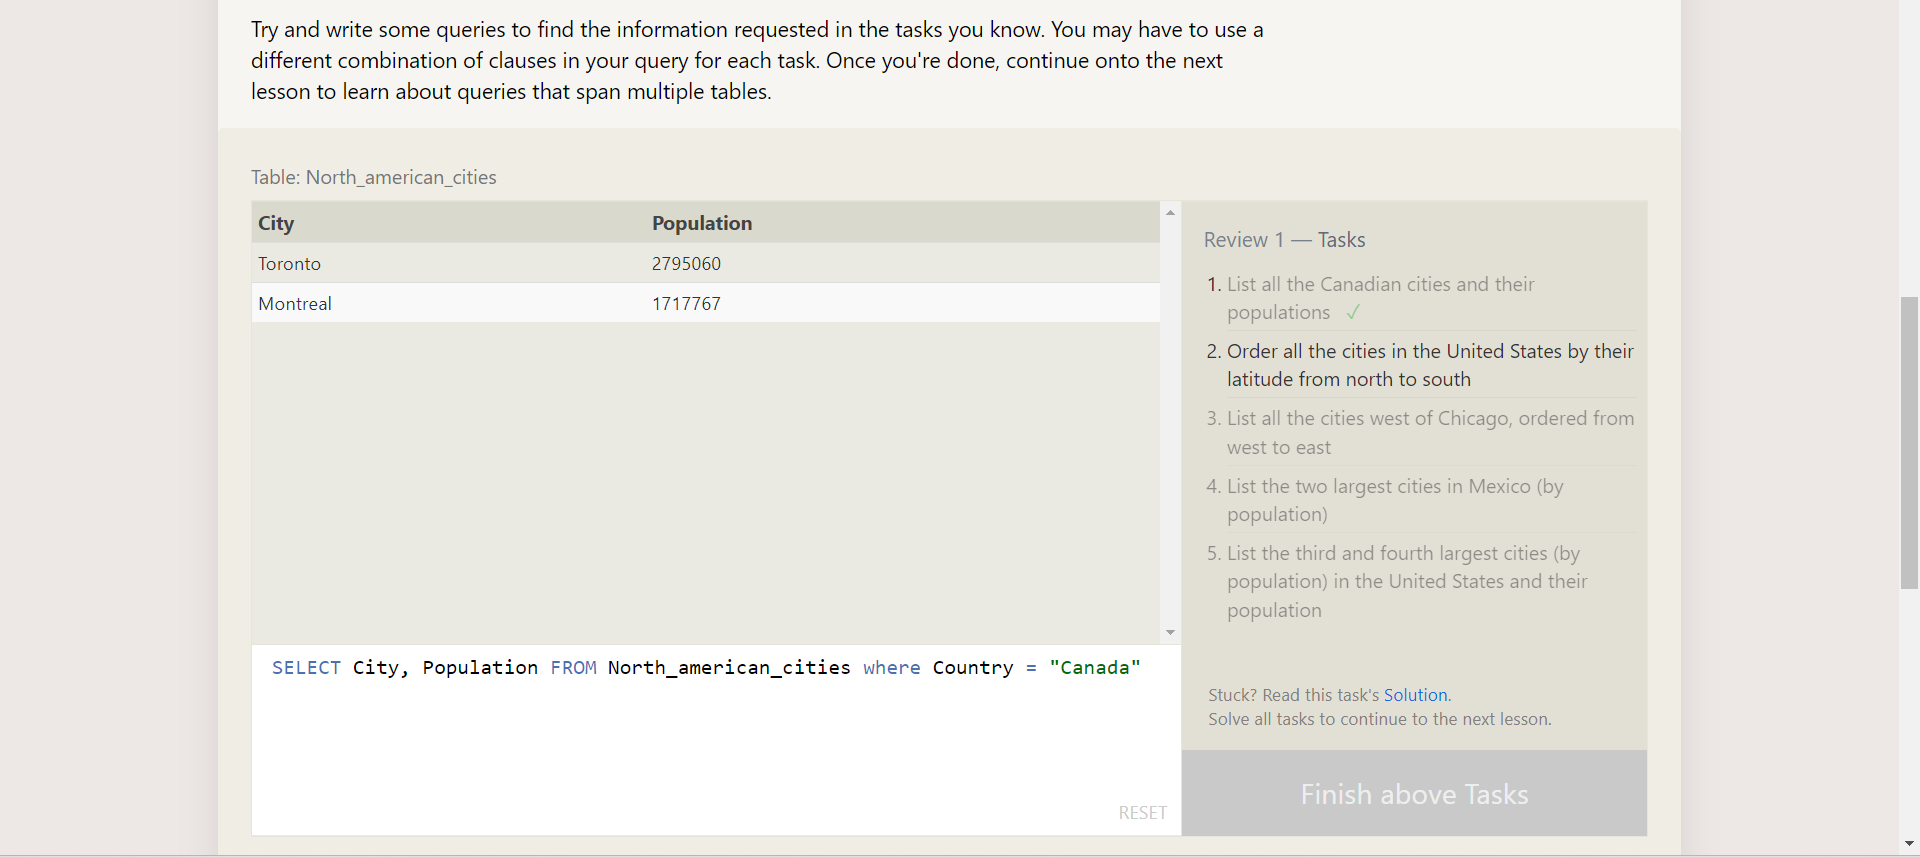 Try and write some queries to find the information requested in the tasks you know. You may have to use a
different combination of clauses in your query for each task. Once you're done, continue onto the next
lesson to learn about queries that span multiple tables.
Table: North_american_cities
City Population
Toronto 2795060
Montreal 1717767
SELECT City, Population FROM North_american_cities where Country = "Canada"
RESET
Review 1 — Tasks
1. List all the Canadian cities and their
populations ✓
2. Order all the cities in the United States by their
latitude from north to south
3. List all the cities west of Chicago, ordered from
west to east
4. List the two largest cities in Mexico (by
population)
5. List the third and fourth largest cities (by
population) in the United States and their
population
Stuck? Read this task's Solution.
Solve all tasks to continue to the next lesson.
Finish above Tasks